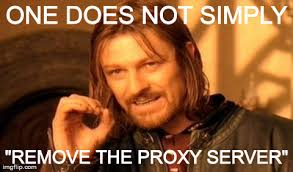 ONE DOES NOT SIMPLY
"REMOVE THE PROXY SERVER"
imgflip.com